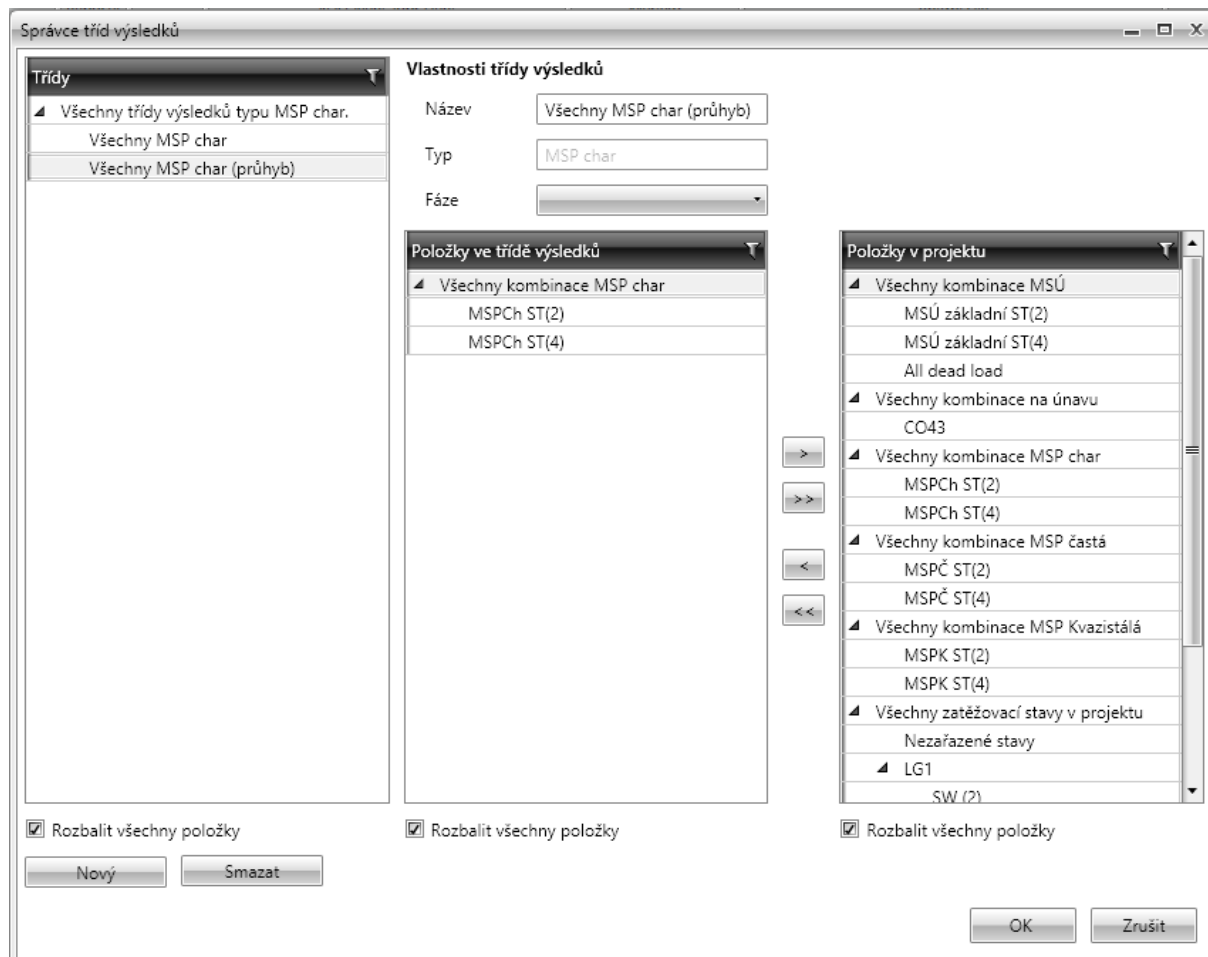 Správce tříd výsledků
Třídy
Všechny třídy výsledků typu MSP char.
Všechny MSP char
Všechny MSP char (průhyb)
Rozbalit všechny položky
Nový
Smazat
Vlastnosti třídy výsledků
Název
Všechny MSP char (průhyb)
Typ
MSP char
Fáze
Položky ve třídě výsledků
Všechny kombinace MSP char
MSPCh ST(2)
MSPCh ST(4)
Rozbalit všechny položky
>
>>
<
<<
Položky v projektu
Všechny kombinace MSÚ
MSÚ základní ST(2)
MSÚ základní ST(4)
All dead load
Všechny kombinace na únavu
CO43
Všechny kombinace MSP char
MSPCh ST(2)
MSPCh ST(4)
Všechny kombinace MSP častá
MSPČ ST(2)
MSPČ ST(4)
Všechny kombinace MSP Kvazistálá
MSPK ST(2)
MSPK ST(4)
Všechny zatěžovací stavy v projektu
Nezařazené stavy
LG1
SW (2)
Rozbalit všechny položky
OK
Zrušit